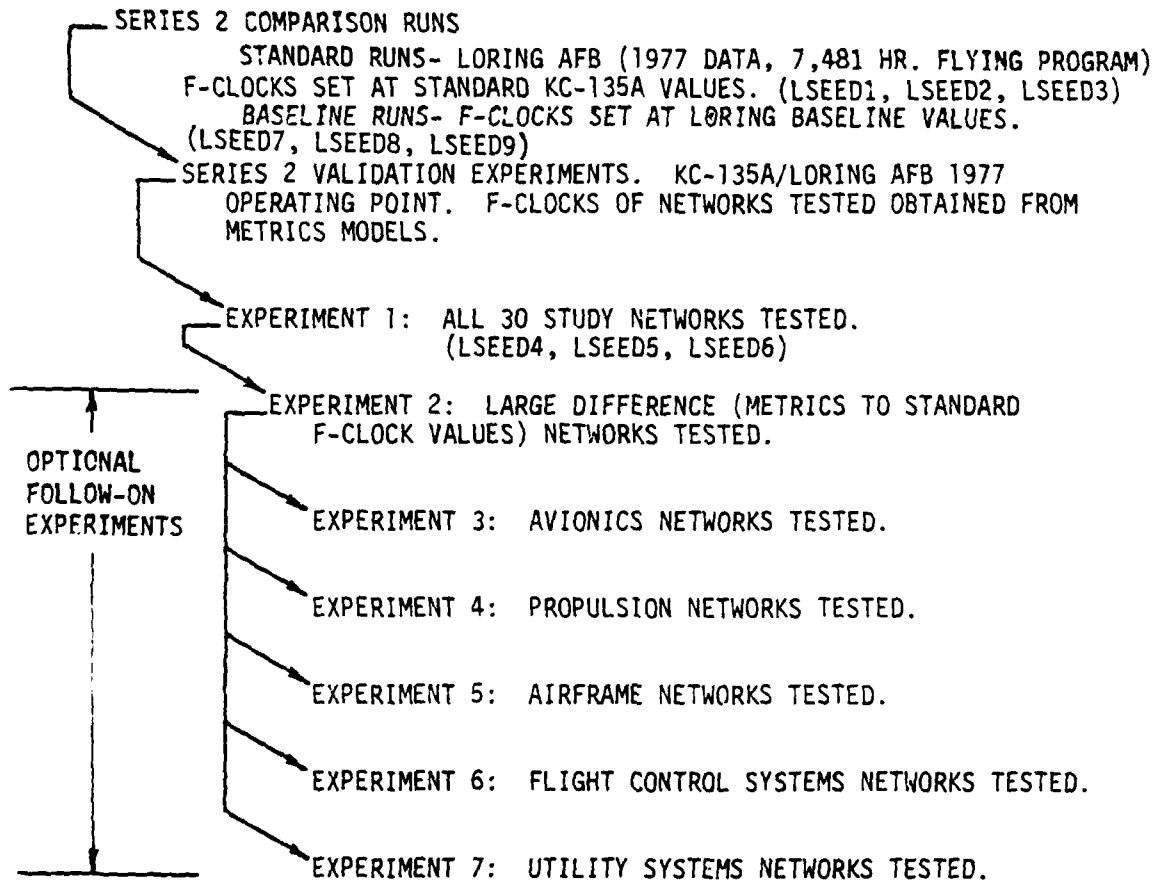 SERIES 2 COMPARISON RUNS
STANDARD RUNS- LORING AFB (1977 DATA, 7,481 HR. FLYING PROGRAM)
F-CLOCKS SET AT STANDARD KC-135A VALUES. (LSEED1, LSEED2, LSEED3)
BASELINE RUNS- F-CLOCKS SET AT LORING BASELINE VALUES.
(LSEED7, LSEED8, LSEED9)
SERIES 2 VALIDATION EXPERIMENTS. KC-135A/LORING AFB 1977
OPERATING POINT. F-CLOCKS OF NETWORKS TESTED OBTAINED FROM
METRICS MODELS.
EXPERIMENT 1: ALL 30 STUDY NETWORKS TESTED.
(LSEED4, LSEED5, LSEED6)
EXPERIMENT 2: LARGE DIFFERENCE (METRICS TO STANDARD
F-CLOCK VALUES) NETWORKS TESTED.
OPTIONAL
FOLLOW-ON
EXPERIMENTS
EXPERIMENT 3: AVIONICS NETWORKS TESTED.
EXPERIMENT 4: PROPULSION NETWORKS TESTED.
EXPERIMENT 5: AIRFRAME NETWORKS TESTED.
EXPERIMENT 6: FLIGHT CONTROL SYSTEMS NETWORKS TESTED.
EXPERIMENT 7: UTILITY SYSTEMS NETWORKS TESTED.